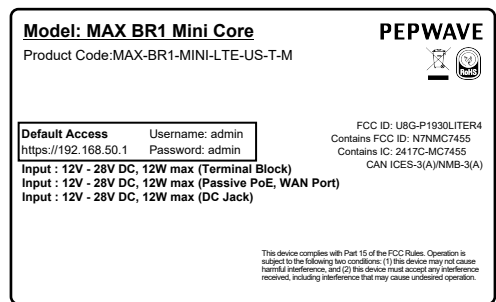 Model: MAX BR1 Mini Core
PEPWAVE
Product Code:MAX-BR1-MINI-LTE-US-T-M
RoHS
Default Access
Username: admin
https://192.168.50.1
Password: admin
FCC ID: U8G-P1930LITER4
Contains FCC ID: N7NMC7455
Contains IC: 2417C-MC7455
CAN ICES-3(A)/NMB-3(A)
Input : 12V - 28V DC, 12W max (Terminal Block)
Input : 12V - 28V DC, 12W max (Passive PoE, WAN Port)
Input : 12V - 28V DC, 12W max (DC Jack)
This device complies with Part 15 of the FCC Rules. Operation is
subject to the following two conditions: (1) this device may not cause
harmful interference, and (2) this device must accept any interference
received, including interference that may cause undesired operation.